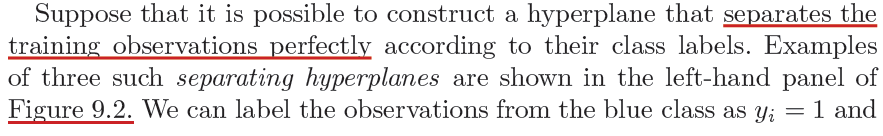 Suppose that it is possible to construct a hyperplane that separates the
training observations perfectly according to their class labels. Examples
of three such separating hyperplanes are shown in the left-hand panel of
Figure 9.2. We can label the observations from the blue class as yᵢ = 1 and